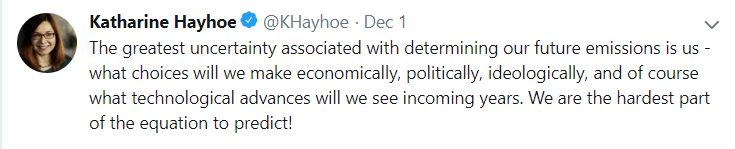 Katharine Hayhoe @KHayhoe · Dec 1
The greatest uncertainty associated with determining our future emissions is us -
what choices will we make economically, politically, ideologically, and of course
what technological advances will we see incoming years. We are the hardest part
of the equation to predict!